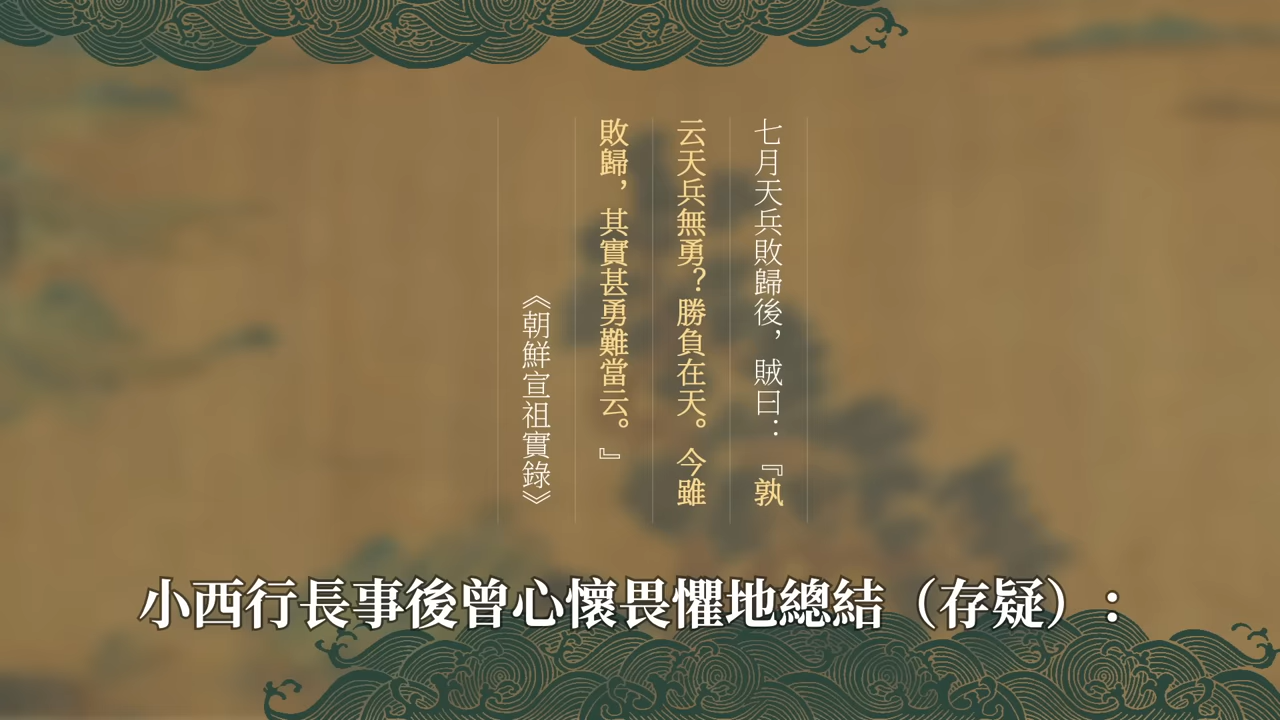 七月天兵敗歸後，賊曰：『孰
云天兵無勇？勝負在天。今雖
敗歸，其實甚勇難當云。』
《朝鮮宣祖實錄》
小西行長事後曾心懷畏懼地總結（存疑）：